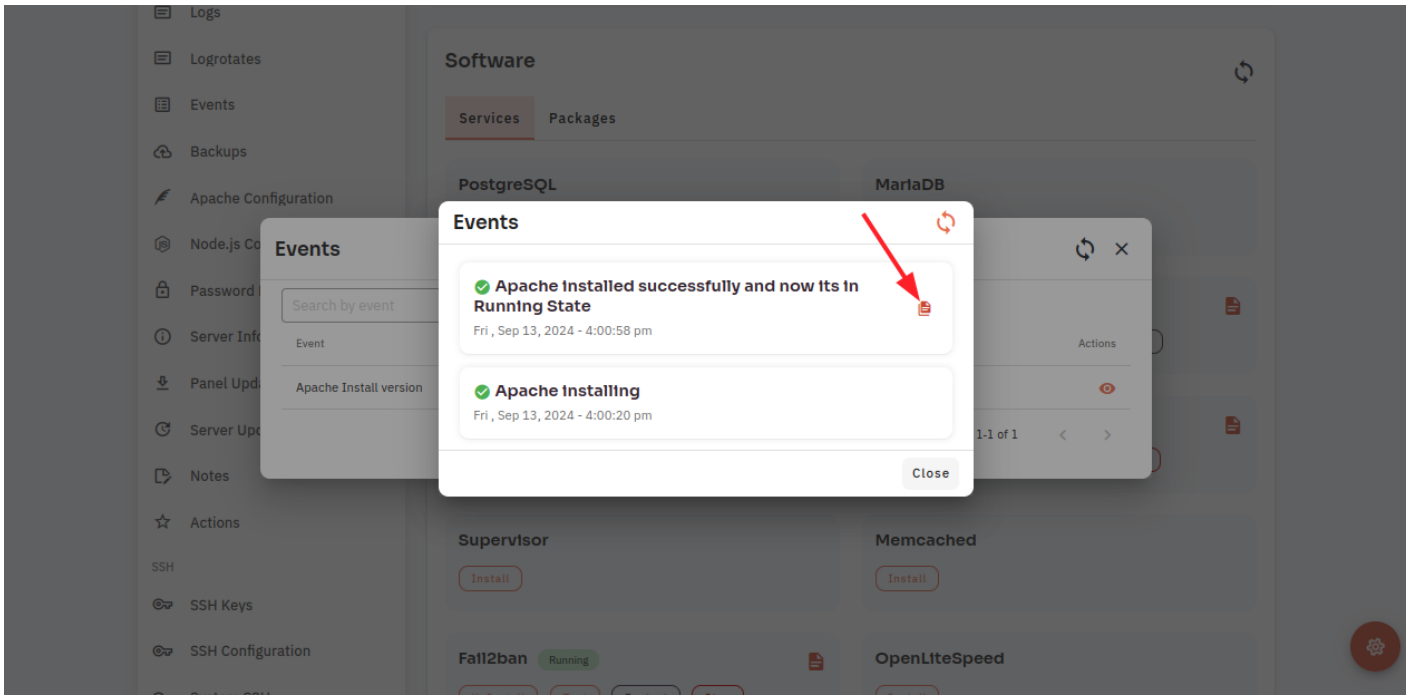 Logs
Logrotates
Events
Backups
Apache Configuration
Node.js Co
Password
Server Info
Panel Upda
Server Upd
Notes
Actions
SSH
SSH Keys
SSH Configuration
Software
Services Packages
PostgreSQL
MariaDB
Supervisor
Install
Memcached
Install
Fail2ban Running
OpenLiteSpeed
Events
Search by event
Event
Actions
Apache Install version
1-1 of 1
Events
Apache installed successfully and now its in
Running State
Fri , Sep 13, 2024 - 4:00:58 pm
Apache installing
Fri , Sep 13, 2024 - 4:00:20 pm
Close